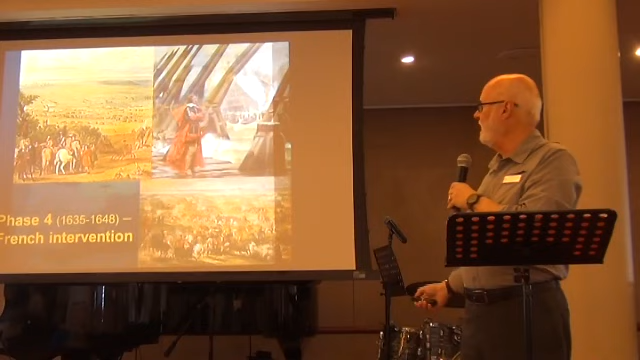 Phase 4 (1635-1648) –
French intervention